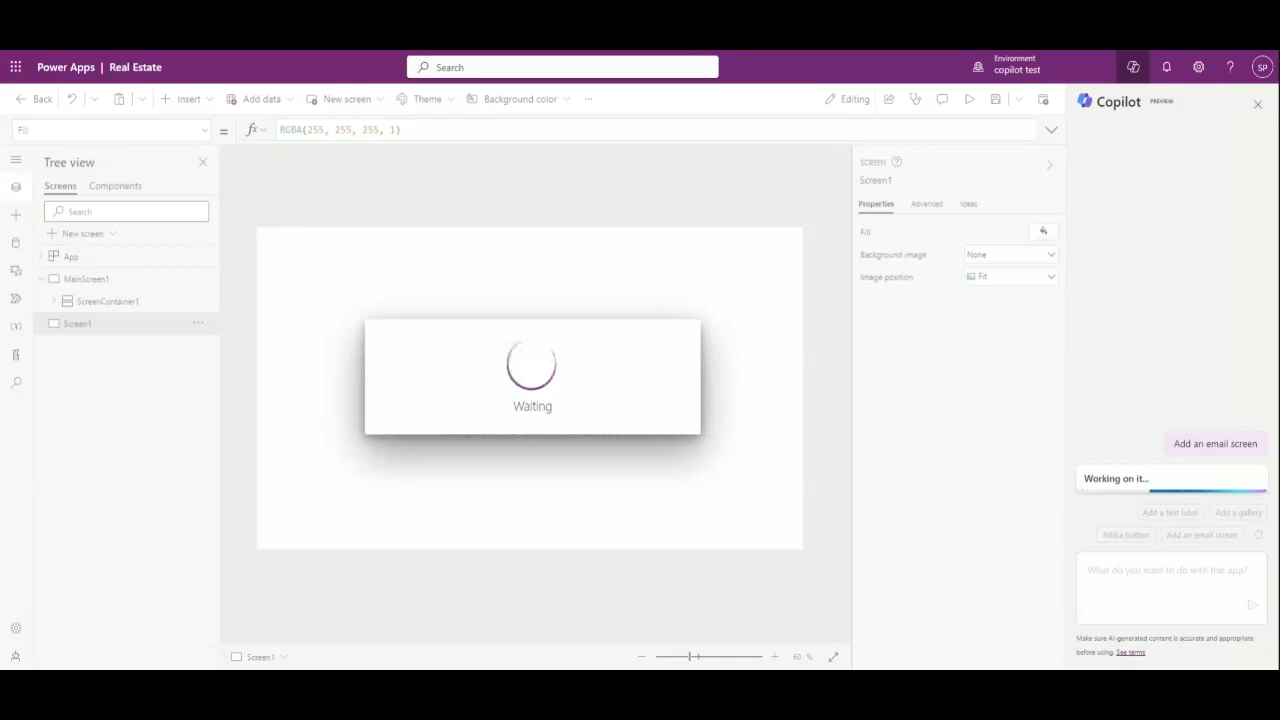 Power Apps | Real Estate
Search
Environment
copilot test
SP
Back
Insert
Add data
New screen
Theme
Background color
Editing
Copilot PREVIEW
Fill
= fx RGBA(255, 255, 255, 1)
Tree view
Screens Components
Search
New screen
App
MainScreen1
ScreenContainer1
Screen1
Waiting
SCREEN
Screen1
Properties Advanced Ideas
Fill
Background image None
Image position Fit
Add an email screen
Working on it...
Add a text label Add a gallery
Add a button Add an email screen
What do you want to do with this app?
Make sure AI-generated content is accurate and appropriate
before using. See terms
Screen1
60 %